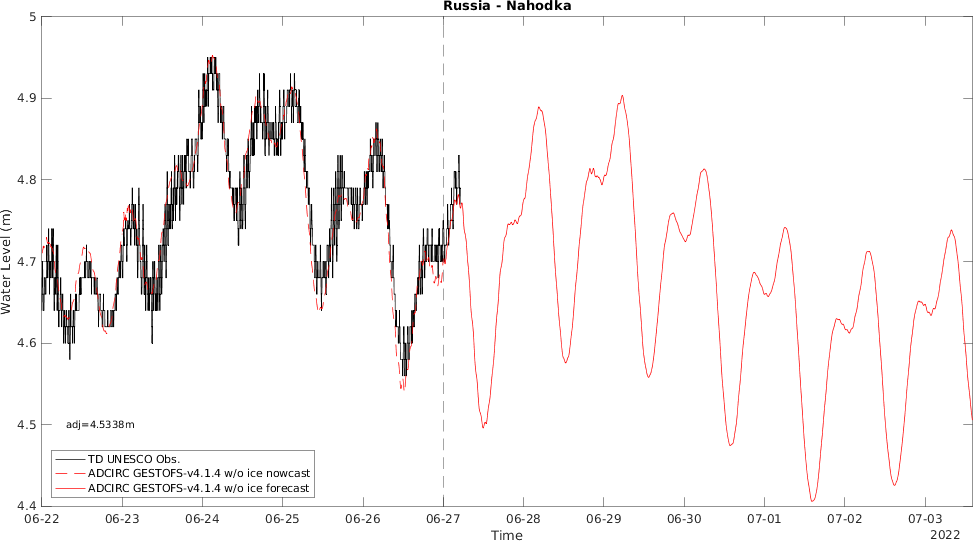 Russia - Nahodka
5
4.9
4.8
4.7
4.6
4.5
4.4
Water Level (m)
adj=4.5338m
TD UNESCO Obs.
ADCIRC GESTOFS-v4.1.4 w/o ice nowcast
ADCIRC GESTOFS-v4.1.4 w/o ice forecast
06-22 06-23 06-24 06-25 06-26 06-27 06-28 06-29 06-30 07-01 07-02 07-03
Time
2022